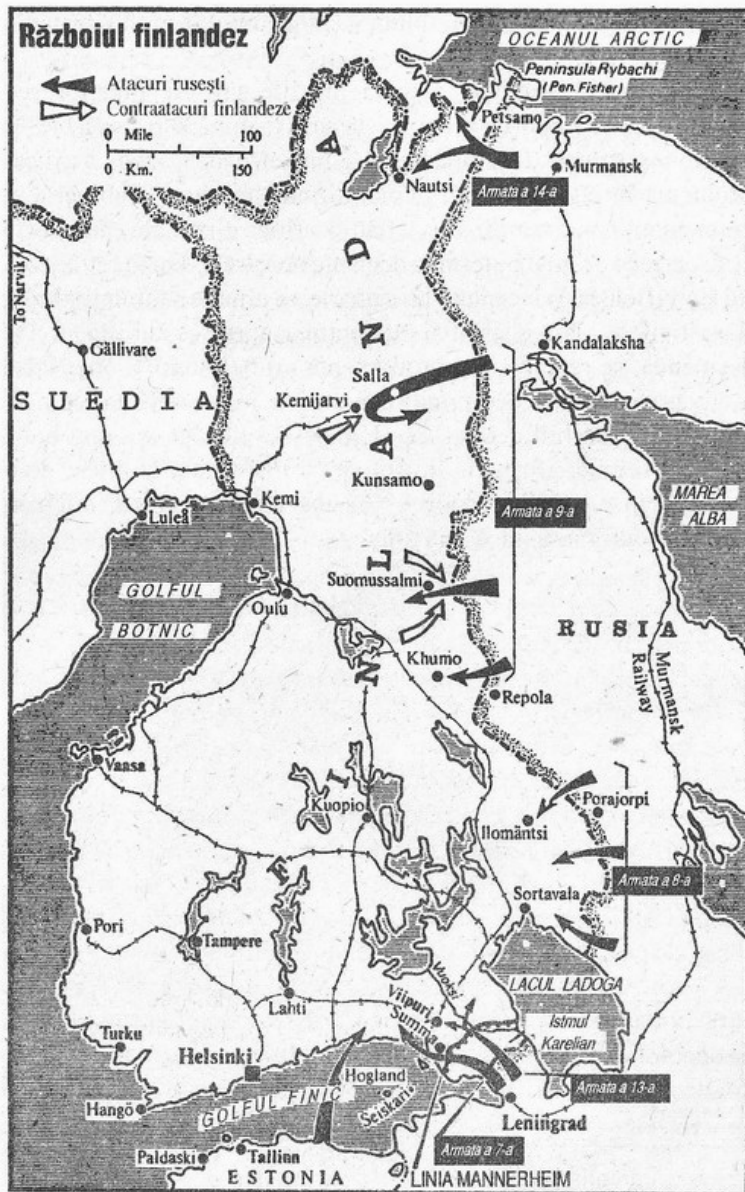 Războiul finlandez
Atacuri rusești
Contraatacuri finlandeze
0 Mile 100
0 Km. 150
OCEANUL ARCTIC
Peninsula Rybachi
(Pen. Fisher)
Petsamo
Murmansk
Nautsi
Armata a 14-a
To Narvik
Gällivare
Kandalaksha
Salla
Kemijarvi
SUEDIA
Kunsamo
Kemi
Luleå
Armata a 9-a
MAREA
ALBA
GOLFUL
BOTNIC
Oulu
Suomussalmi
RUSIA
Khumo
Repola
Murmansk
Railway
FINLANDA
Vaasa
Kuopio
Porajorpi
Ilomäntsi
Armata a 8-a
Sortavala
Pori
Tampere
LACUL LADOGA
Lahti
Vuoksi
Viipuri
Summa
Istmul
Karelian
Turku
Helsinki
Hogland
Seiskari
Armata a 13-a
Hangö
GOLFUL FINIC
Leningrad
Armata a 7-a
Paldaski
Tallinn
ESTONIA
LINIA MANNERHEIM